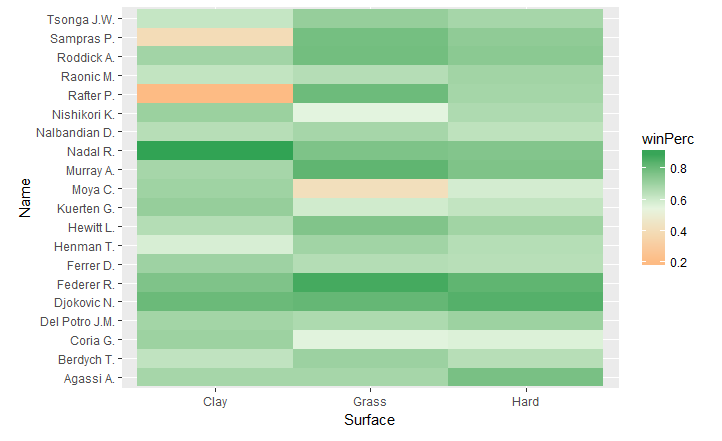 Tsonga J.W.
Sampras P.
Roddick A.
Raonic M.
Rafter P.
Nishikori K.
Nalbandian D.
Nadal R.
Murray A.
Moya C.
Kuerten G.
Hewitt L.
Henman T.
Ferrer D.
Federer R.
Djokovic N.
Del Potro J.M.
Coria G.
Berdych T.
Agassi A.
Name
Clay Grass Hard
Surface
winPerc
0.8
0.6
0.4
0.2